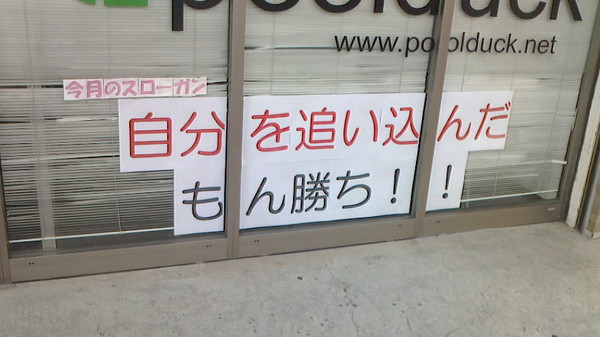 poolduck
www.poolduck.net
今月のスローガン
自分を追い込んだ
もん勝ち！！